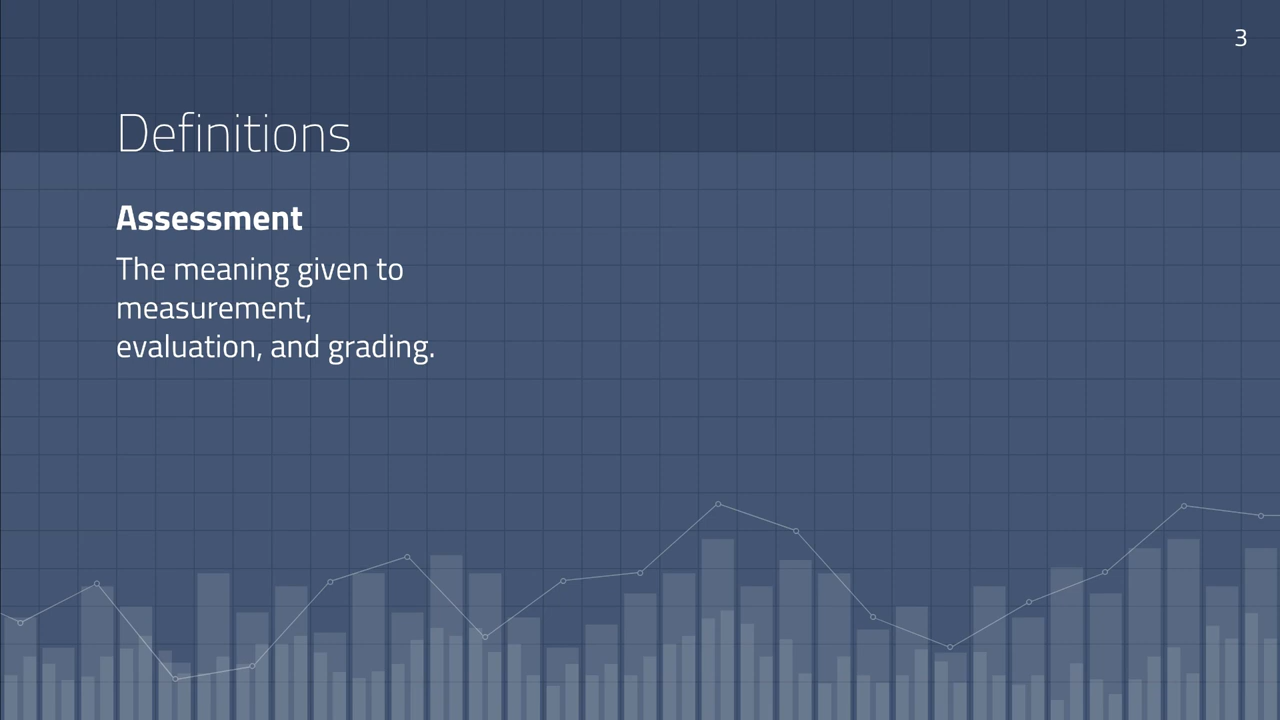 3
Definitions
Assessment
The meaning given to
measurement,
evaluation, and grading.